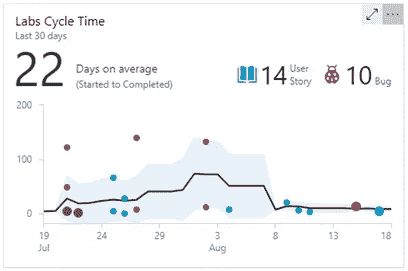 Labs Cycle Time
Last 30 days
22 Days on average
(Started to Completed)
14 User
Story
10 Bug
200
100
0
19 24 29 3 8 13 18
Jul Aug